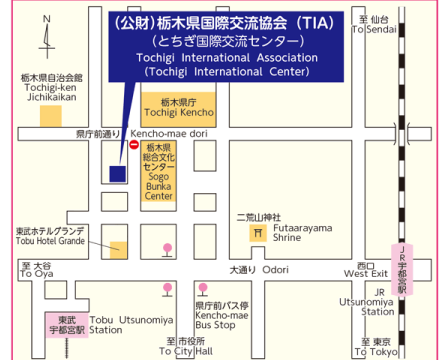 (公財)栃木県国際交流協会 (TIA)
(とちぎ国際交流センター)
Tochigi International Association
(Tochigi International Center)
至 仙台
To Sendai
N
栃木県自治会館
Tochigi-ken
Jichikaikan
栃木県庁
Tochigi Kencho
県庁前通り Kencho-mae dori
栃木県
総合文化
センター
Sogo
Bunka
Center
二荒山神社
Futaarayama
Shrine
東武ホテルグランデ
Tobu Hotel Grande
至 大谷
To Oya
大通り Odori
西口
West Exit
JR宇都宮駅
JR
Utsunomiya
Station
東武
宇都宮駅
Tobu Utsunomiya
Station
県庁前バス停
Kencho-mae
Bus Stop
至 市役所
To City Hall
至 東京
To Tokyo